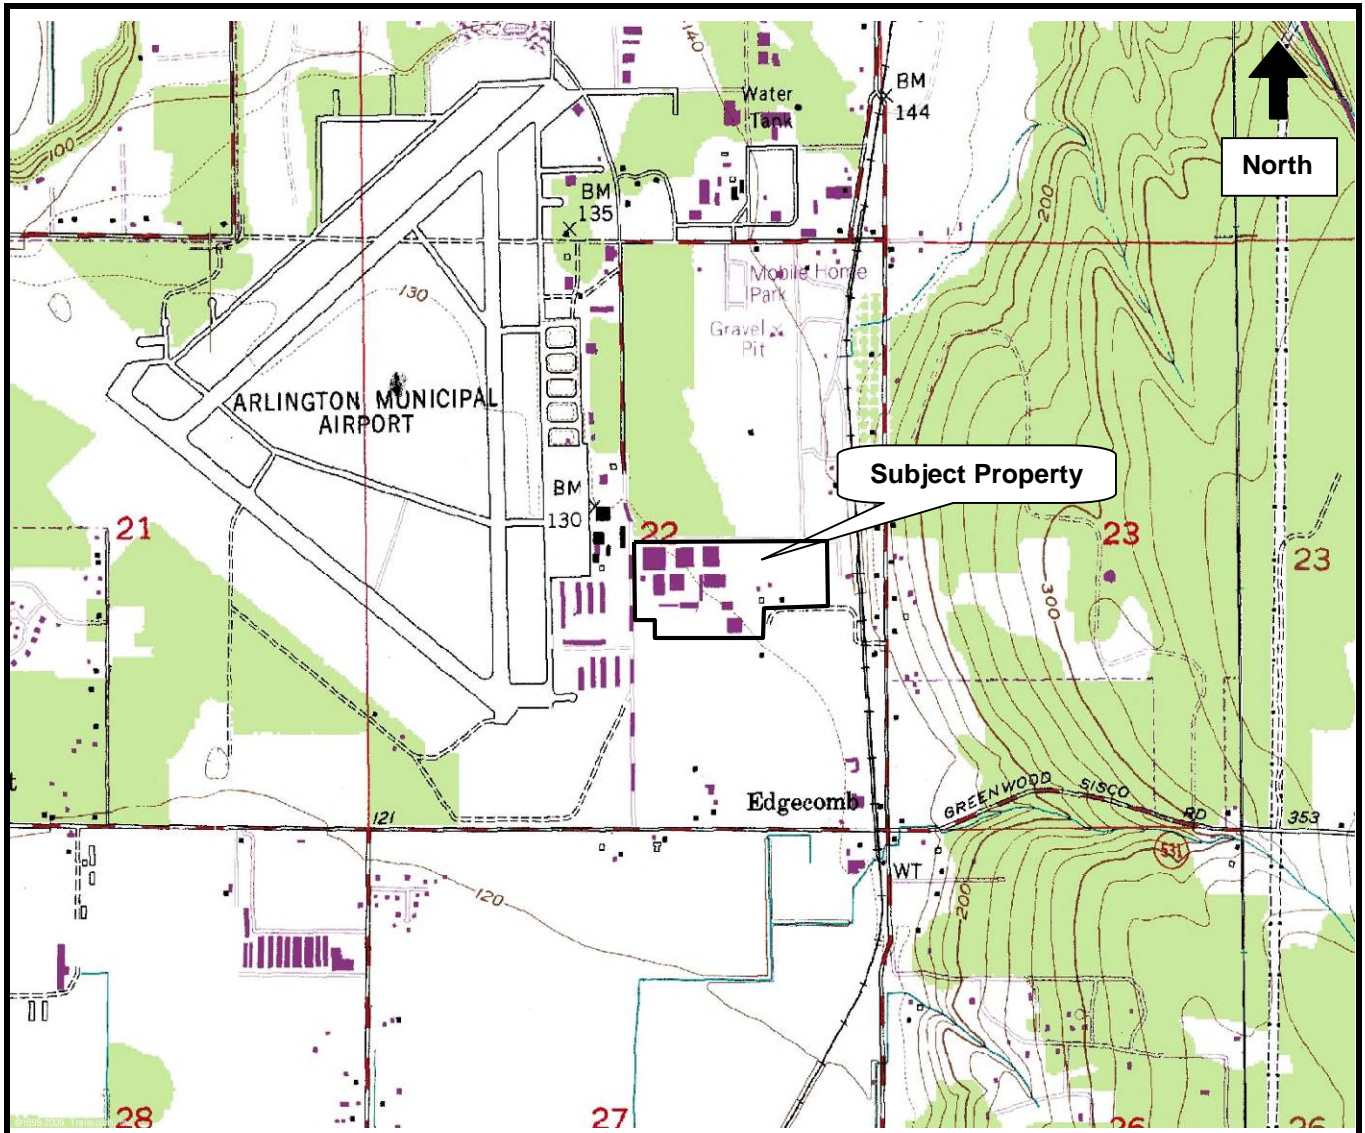 140
BM
144
Water
Tank
North
100
200
BM
135
Mobile Home
Park
130
Gravel
Pit
ARLINGTON MUNICIPAL
AIRPORT
Subject Property
BM
130
21
22
23
23
300
Edgecomb
GREENWOOD SISCO RD
353
121
531
t
WT
120
200
28
27
26
26